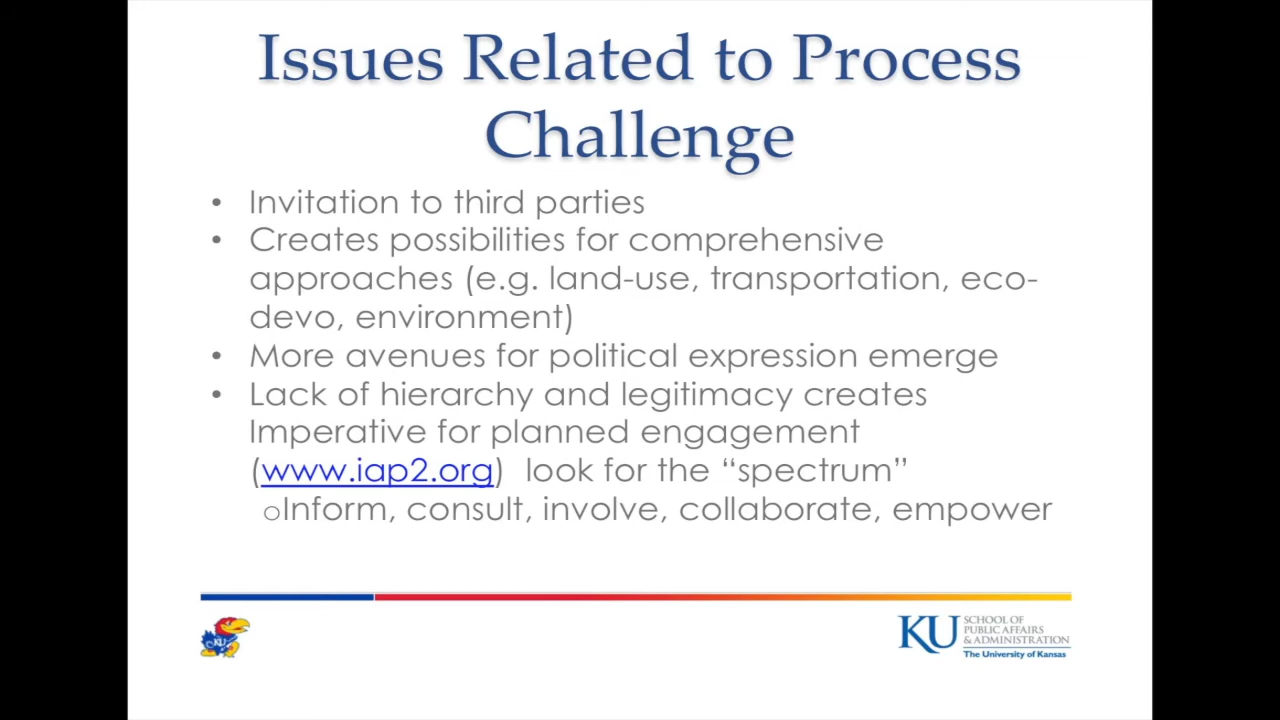 Issues Related to Process
Challenge
• Invitation to third parties
• Creates possibilities for comprehensive
approaches (e.g. land-use, transportation, eco-
devo, environment)
• More avenues for political expression emerge
• Lack of hierarchy and legitimacy creates
Imperative for planned engagement
(www.iap2.org) look for the “spectrum”
oInform, consult, involve, collaborate, empower
KU
KU
SCHOOL OF
PUBLIC AFFAIRS
& ADMINISTRATION
The University of Kansas